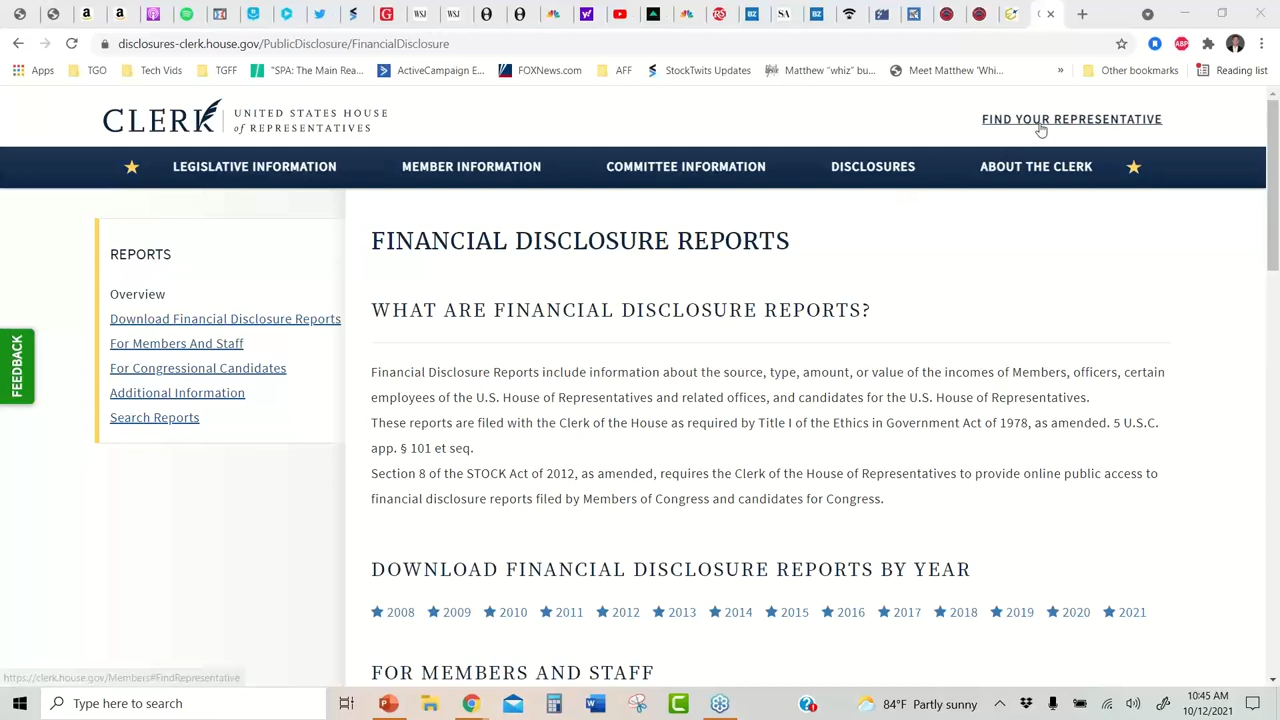 disclosures-clerk.house.gov/PublicDisclosure/FinancialDisclosure
Apps
TGO
Tech Vids
TGFF
"SPA: The Main Rea...
ActiveCampaign E...
FOXNews.com
AFF
StockTwits Updates
Matthew "whiz" bu...
Meet Matthew 'Whi...
»
Other bookmarks
Reading list
CLERK
UNITED STATES HOUSE
of REPRESENTATIVES
FIND YOUR REPRESENTATIVE
LEGISLATIVE INFORMATION
MEMBER INFORMATION
COMMITTEE INFORMATION
DISCLOSURES
ABOUT THE CLERK
FEEDBACK
REPORTS
Overview
Download Financial Disclosure Reports
For Members And Staff
For Congressional Candidates
Additional Information
Search Reports
FINANCIAL DISCLOSURE REPORTS
WHAT ARE FINANCIAL DISCLOSURE REPORTS?
Financial Disclosure Reports include information about the source, type, amount, or value of the incomes of Members, officers, certain
employees of the U.S. House of Representatives and related offices, and candidates for the U.S. House of Representatives.
These reports are filed with the Clerk of the House as required by Title I of the Ethics in Government Act of 1978, as amended. 5 U.S.C.
app. § 101 et seq.
Section 8 of the STOCK Act of 2012, as amended, requires the Clerk of the House of Representatives to provide online public access to
financial disclosure reports filed by Members of Congress and candidates for Congress.
DOWNLOAD FINANCIAL DISCLOSURE REPORTS BY YEAR
2008 2009 2010 2011 2012 2013 2014 2015 2016 2017 2018 2019 2020 2021
FOR MEMBERS AND STAFF
https://clerk.house.gov/Members#FindRepresentative
Type here to search
84°F Partly sunny
10:45 AM
10/12/2021